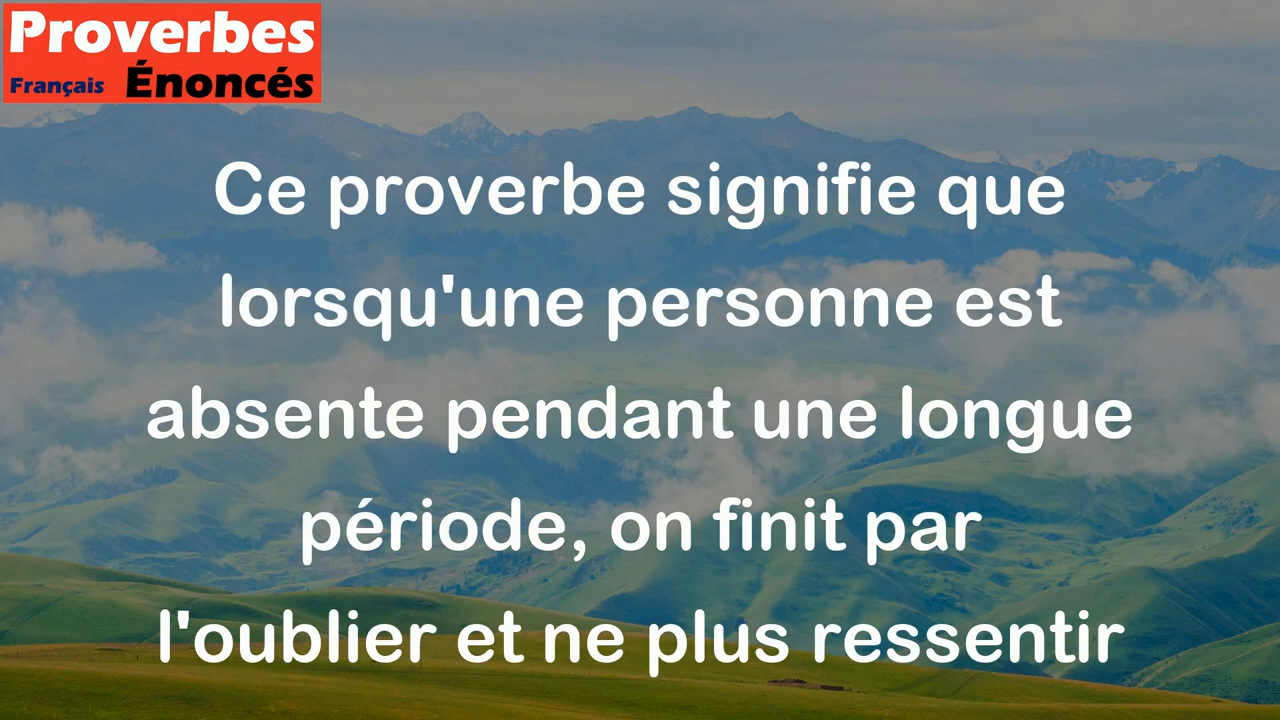 Proverbes
Français Énoncés
Ce proverbe signifie que
lorsqu'une personne est
absente pendant une longue
période, on finit par
l'oublier et ne plus ressentir